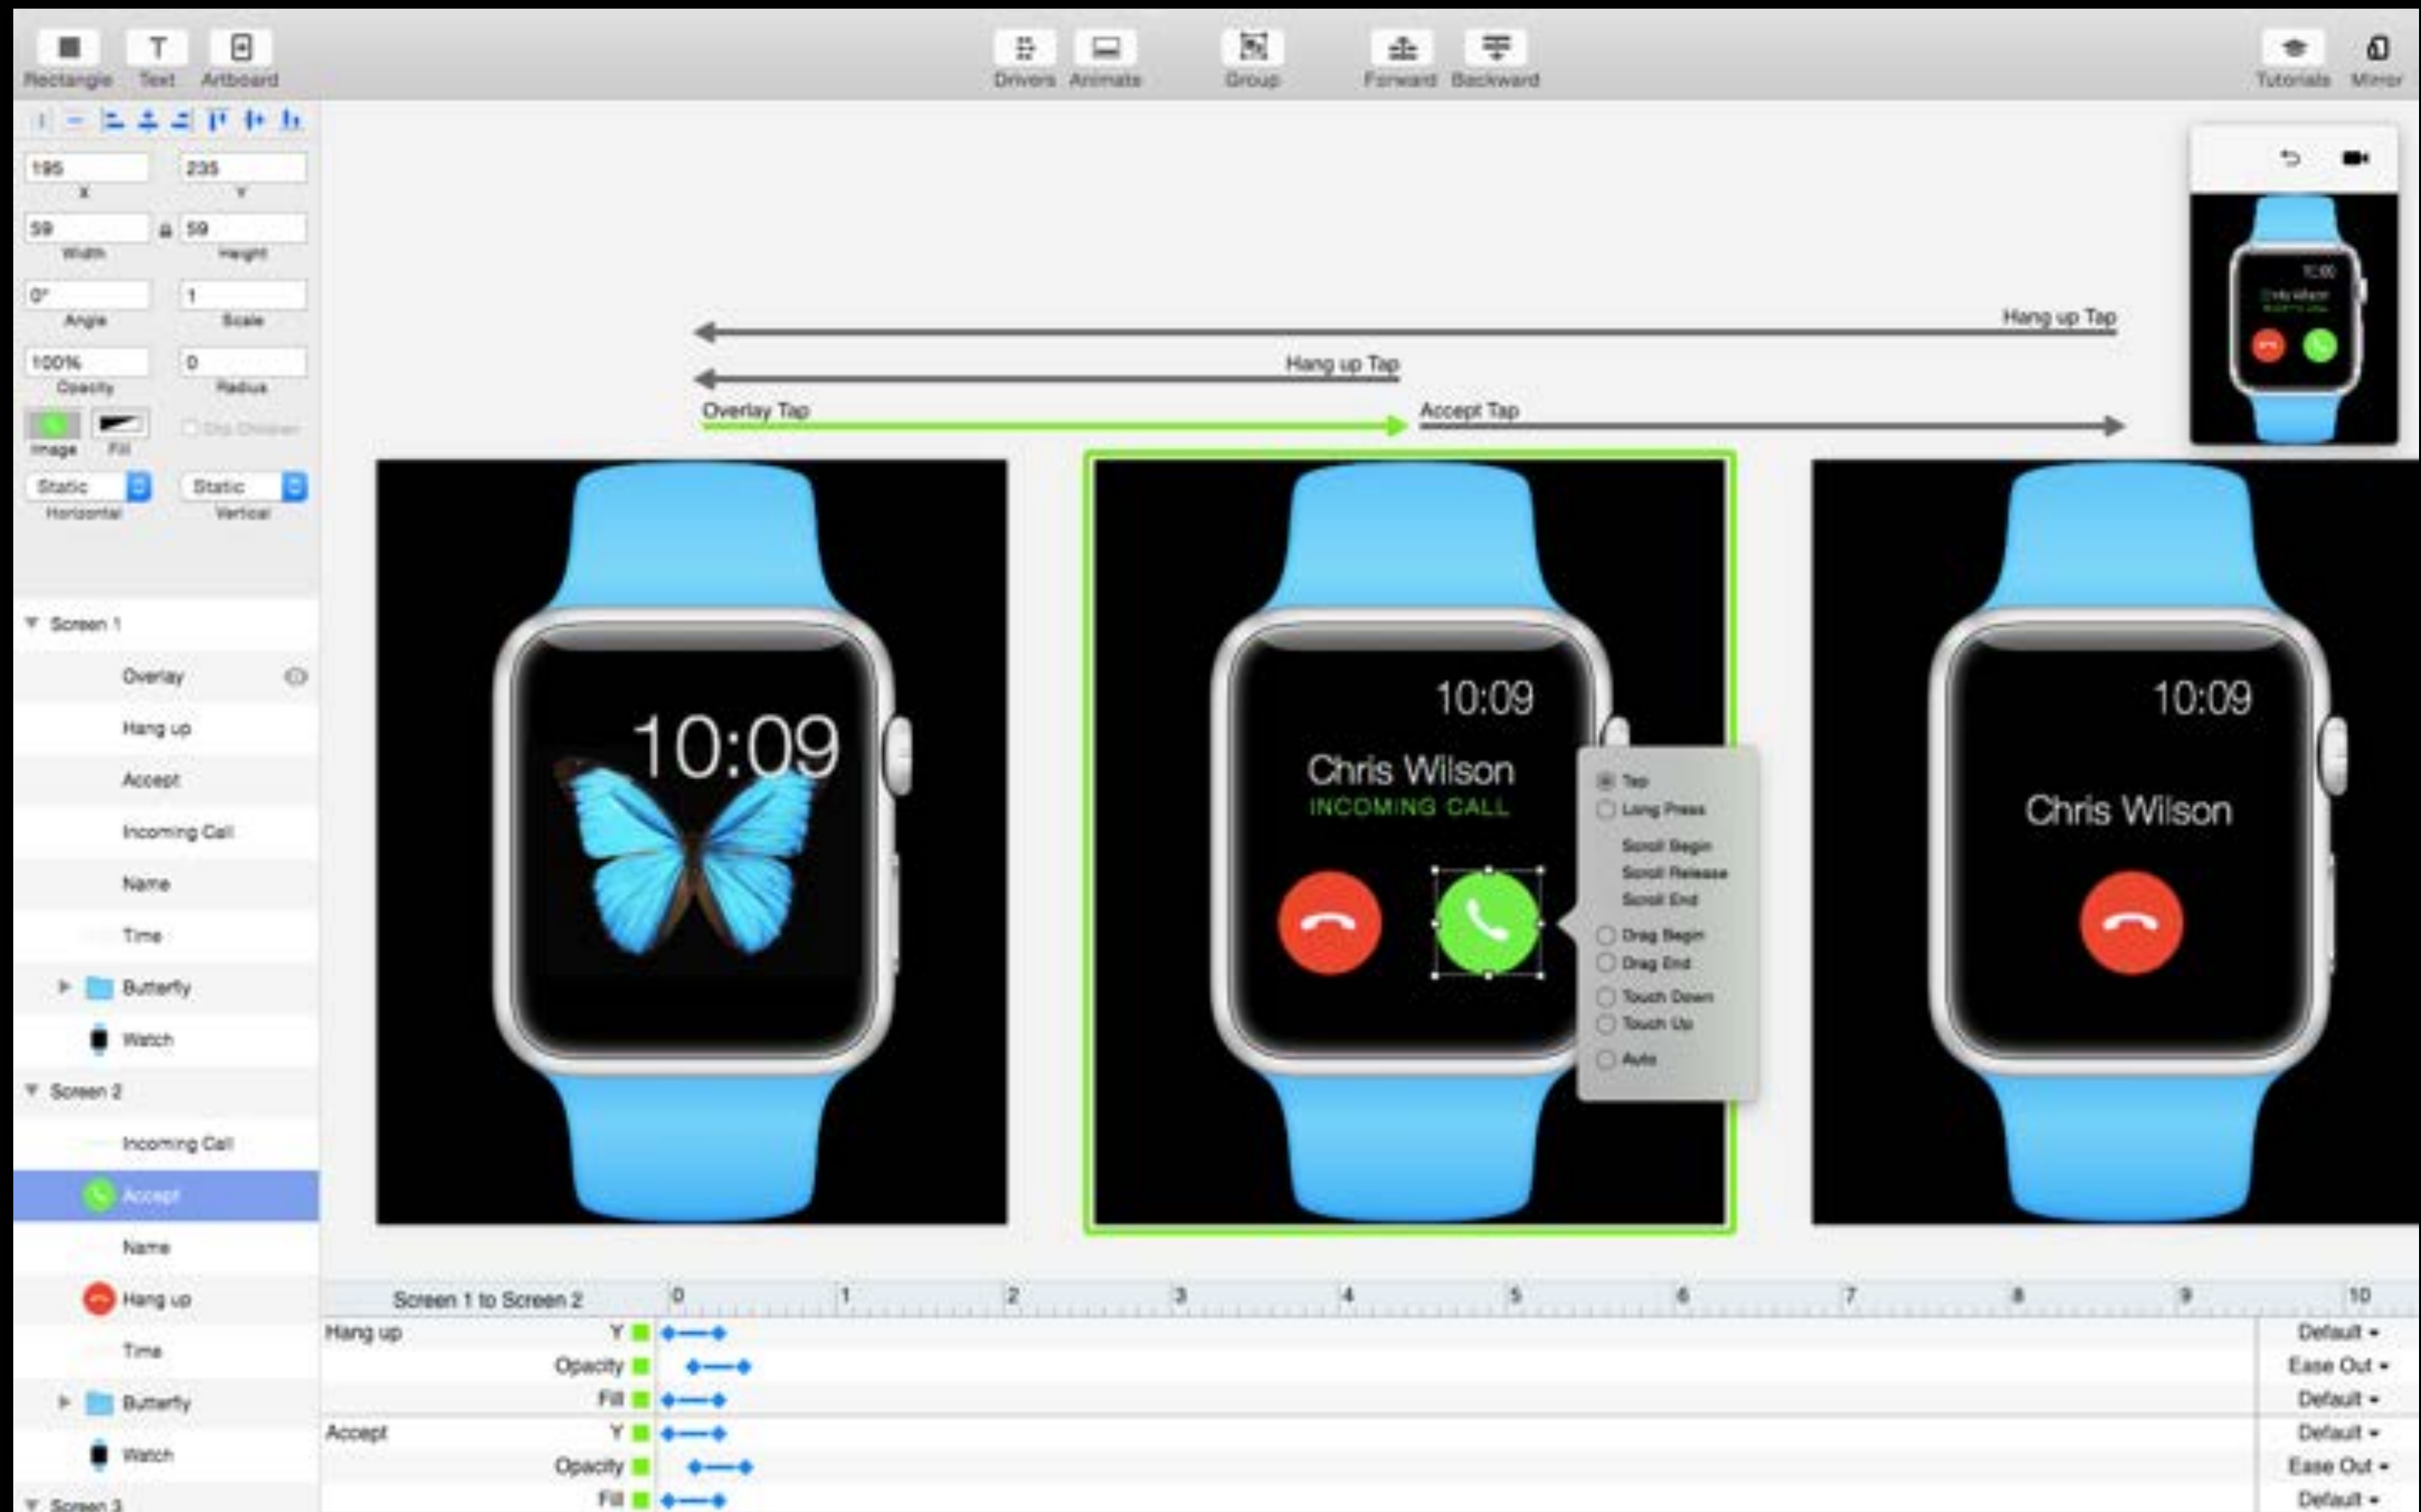 Rectangle Text Artboard
Drivers Animate Group Forward Backward
Tutorials Mirror
195 235
X Y
59 59
Width Height
0° 1
Angle Scale
100% 0
Opacity Radius
Clip Children
Image Fill
Static Static
Horizontal Vertical
Screen 1
Overlay
Hang up
Accept
Incoming Call
Name
Time
Butterfly
Watch
Screen 2
Incoming Call
Accept
Name
Hang up
Time
Butterfly
Watch
Screen 3
Hang up Tap
Hang up Tap
Overlay Tap
Accept Tap
10:09
10:09
Chris Wilson
INCOMING CALL
Tap
Long Press
Scroll Begin
Scroll Release
Scroll End
Drag Begin
Drag End
Touch Down
Touch Up
Auto
10:09
Chris Wilson
Screen 1 to Screen 2 0 1 2 3 4 5 6 7 8 9 10
Hang up Y Default
Opacity Ease Out
Fill Default
Accept Y Default
Opacity Ease Out
Fill Default